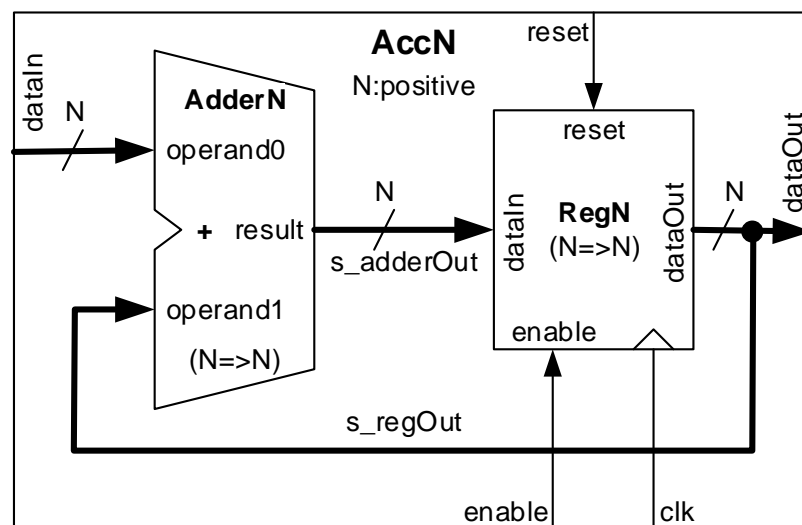 AccN
N:positive
reset
dataIn
N
AdderN
operand0
+ result
operand1
(N=>N)
N
s_adderOut
reset
dataIn
RegN
(N=>N)
dataOut
enable
N
dataOut
s_regOut
enable
clk